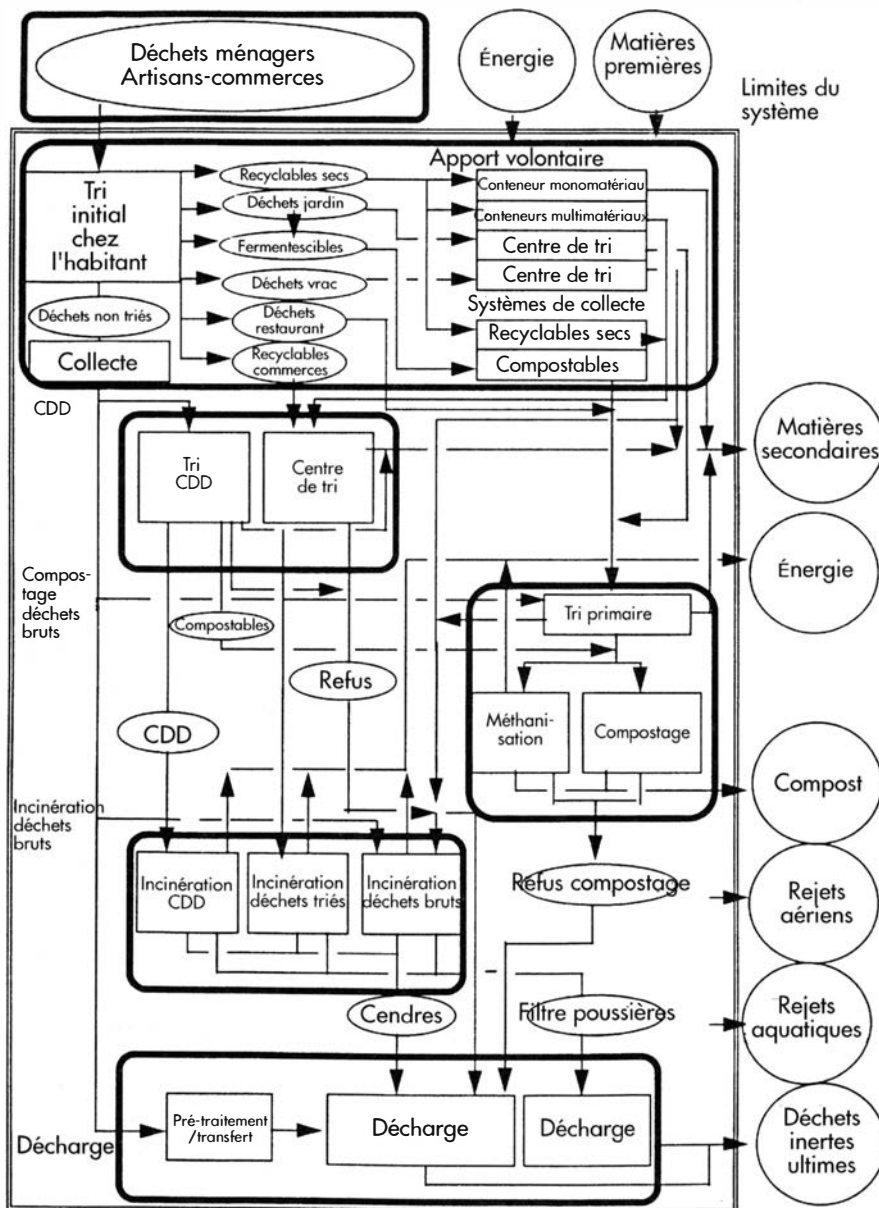 Déchets ménagers
Artisans-commerces
Énergie
Matières
premières
Limites du
système
Apport volontaire
Tri
initial
chez
l'habitant
Déchets non triés
Collecte
Recyclables secs
Déchets jardin
Fermentescibles
Déchets vrac
Déchets
restaurant
Recyclables
commerces
Conteneur monomatériau
Conteneurs multimatériaux
Centre de tri
Centre de tri
Systèmes de collecte
Recyclables secs
Compostables
CDD
Tri
CDD
Centre
de tri
Matières
secondaires
Énergie
Compos-
tage
déchets
bruts
Compostables
Refus
CDD
Tri primaire
Méthani-
sation
Compostage
Compost
Incinération
déchets
bruts
Incinération
CDD
Incinération
déchets triés
Incinération
déchets bruts
Refus compostage
Rejets
aériens
Cendres
Filtre poussières
Rejets
aquatiques
Décharge
Pré-traitement
/transfert
Décharge
Décharge
Déchets
inertes
ultimes